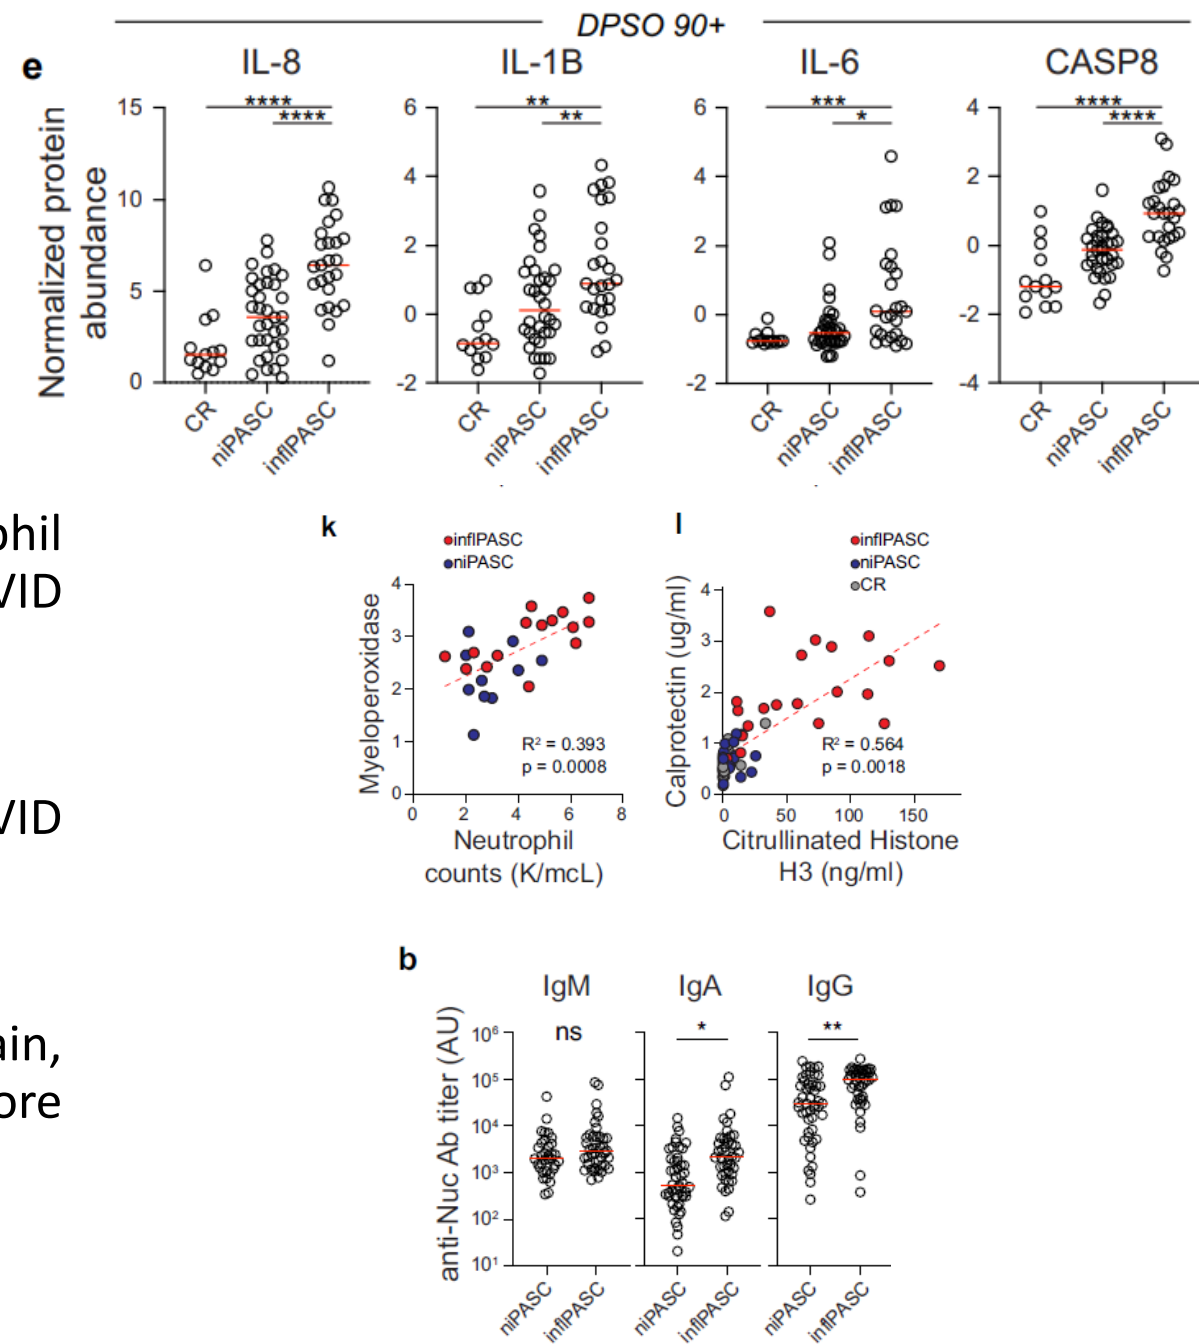 DPSO 90+
e
IL-8
IL-1B
IL-6
CASP8
Normalized protein
abundance
15
10
5
0
****
****
CR
niPASC
inflPASC
6
4
2
0
-2
**
**
CR
niPASC
inflPASC
6
4
2
0
-2
***
*
CR
niPASC
inflPASC
4
2
0
-2
-4
****
****
CR
niPASC
inflPASC
phil
VID
VID
ain,
ore
k
inflPASC
niPASC
Myeloperoxidase
4
3
2
1
0
R² = 0.393
p = 0.0008
0 2 4 6 8
Neutrophil
counts (K/mcL)
l
inflPASC
niPASC
CR
Calprotectin (ug/ml)
4
3
2
1
0
R² = 0.564
p = 0.0018
0 50 100 150
Citrullinated Histone
H3 (ng/ml)
b
IgM
IgA
IgG
anti-Nuc Ab titer (AU)
10⁶
10⁵
10⁴
10³
10²
10¹
ns
*
**
niPASC
inflPASC
niPASC
inflPASC
niPASC
inflPASC